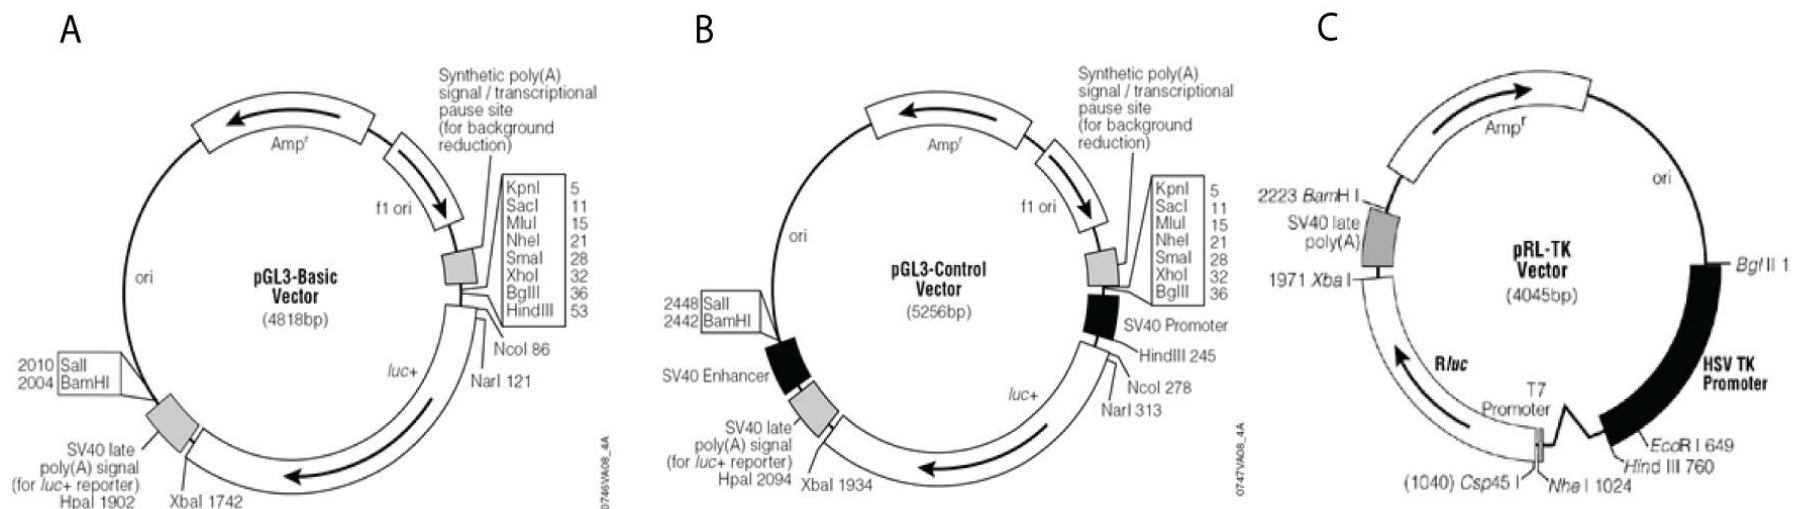 A
Synthetic poly(A)
signal / transcriptional
pause site
(for background
reduction)
Ampʳ
f1 ori
KpnI 5
SacI 11
MluI 15
NheI 21
SmaI 28
XhoI 32
BglII 36
HindIII 53
ori
pGL3-Basic
Vector
(4818bp)
NcoI 86
NarI 121
luc+
2010 SalI
2004 BamHI
SV40 late
poly(A) signal
(for luc+ reporter)
HpaI 1902
XbaI 1742
0746VA08_4A
B
Synthetic poly(A)
signal / transcriptional
pause site
(for background
reduction)
Ampʳ
f1 ori
KpnI 5
SacI 11
MluI 15
NheI 21
SmaI 28
XhoI 32
BglII 36
ori
pGL3-Control
Vector
(5256bp)
SV40 Promoter
HindIII 245
NcoI 278
NarI 313
luc+
2448 SalI
2442 BamHI
SV40 Enhancer
SV40 late
poly(A) signal
(for luc+ reporter)
HpaI 2094
XbaI 1934
0747VA08_4A
C
Ampʳ
ori
2223 BamH I
SV40 late
poly(A)
1971 Xba I
pRL-TK
Vector
(4045bp)
Bgl II 1
Rluc
HSV TK
Promoter
T7
Promoter
EcoR I 649
Hind III 760
(1040) Csp45 I
Nhe I 1024